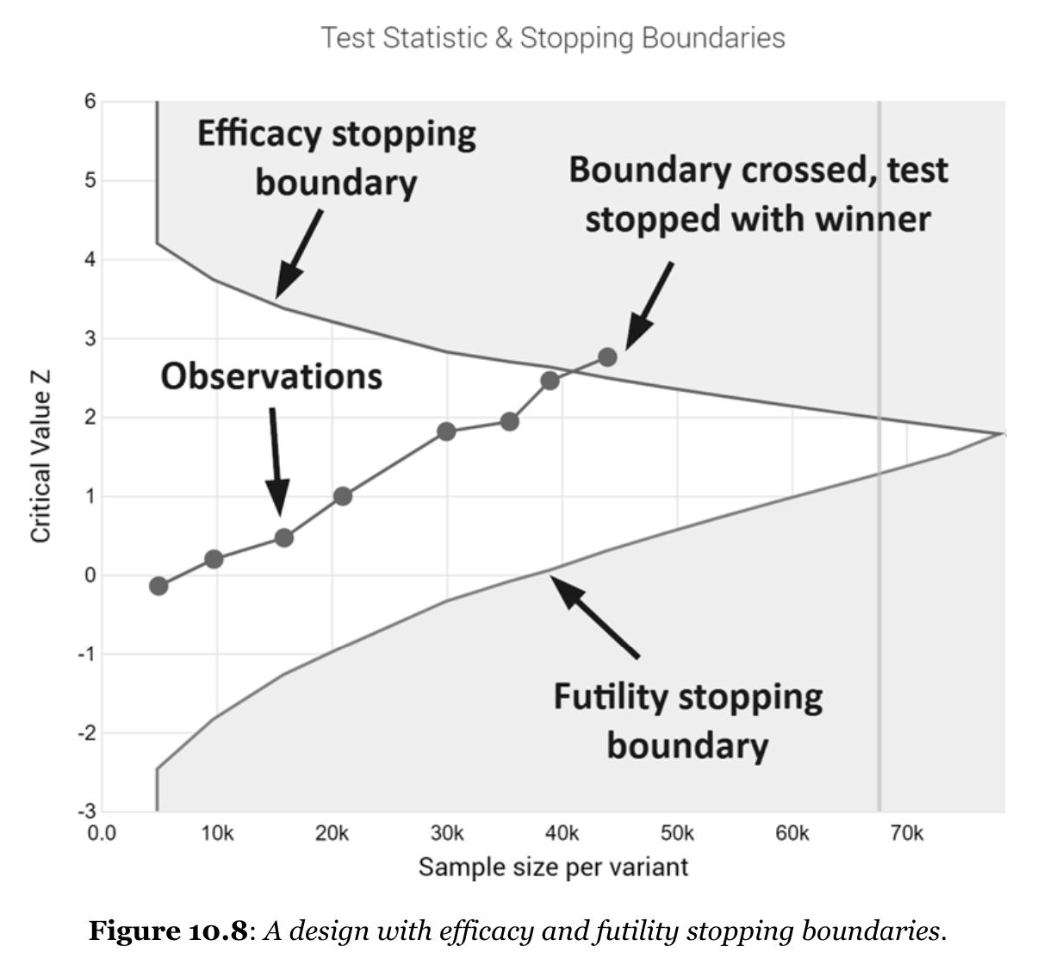 Test Statistic & Stopping Boundaries
6
Efficacy stopping
boundary
Boundary crossed, test
stopped with winner
5
4
3
Observations
2
1
0
-1
Futility stopping
boundary
-2
-3
Critical Value Z
0.0 10k 20k 30k 40k 50k 60k 70k
Sample size per variant
Figure 10.8: A design with efficacy and futility stopping boundaries.